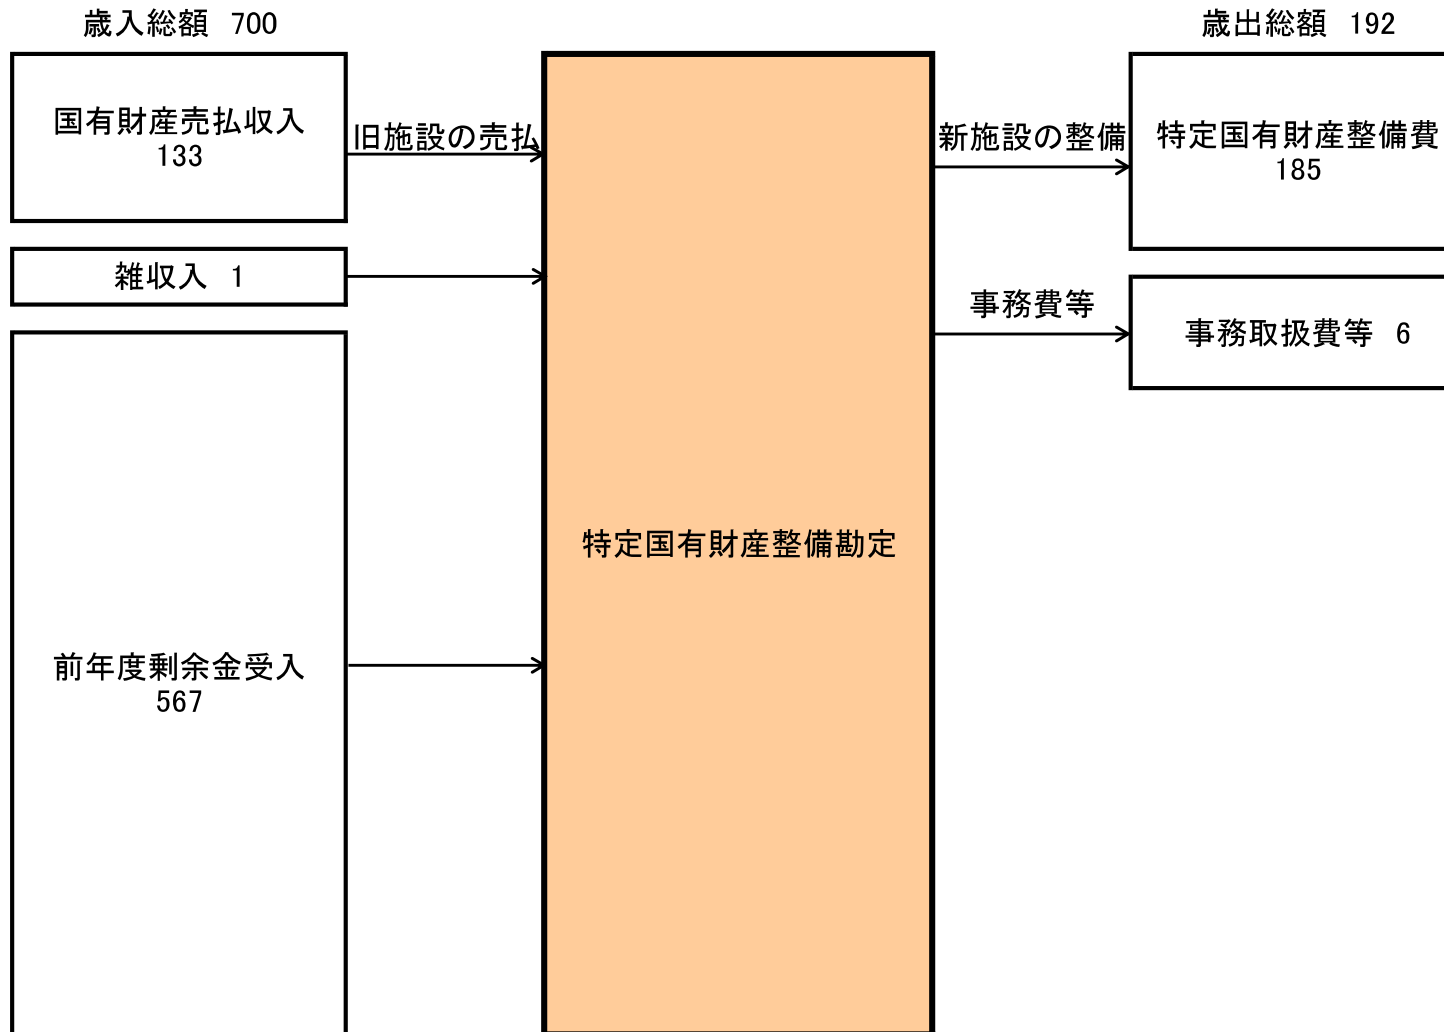 歳入総額 700
歳出総額 192
国有財産売払収入
133
旧施設の売払
新施設の整備
特定国有財産整備費
185
雑収入 1
事務費等
事務取扱費等 6
特定国有財産整備勘定
前年度剰余金受入
567